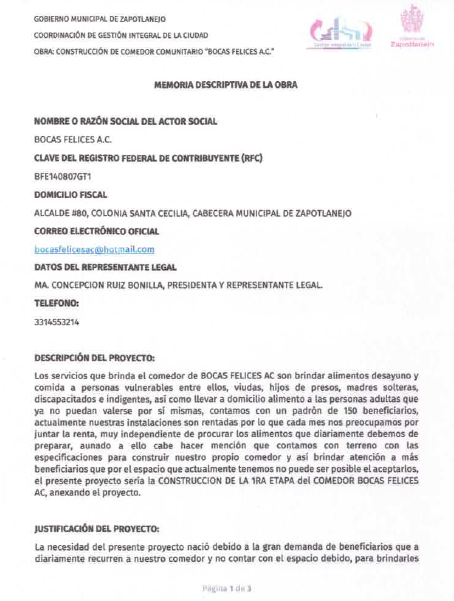 GOBIERNO MUNICIPAL DE ZAPOTLANEJO
COORDINACIÓN DE GESTIÓN INTEGRAL DE LA CIUDAD
OBRA: CONSTRUCCIÓN DE COMEDOR COMUNITARIO "BOCAS FELICES A.C."
Zapotlanejo
MEMORIA DESCRIPTIVA DE LA OBRA
NOMBRE O RAZÓN SOCIAL DEL ACTOR SOCIAL
BOCAS FELICES A.C.
CLAVE DEL REGISTRO FEDERAL DE CONTRIBUYENTE (RFC)
BFE140807GT1
DOMICILIO FISCAL
ALCALDE #80, COLONIA SANTA CECILIA, CABECERA MUNICIPAL DE ZAPOTLANEJO
CORREO ELECTRÓNICO OFICIAL
bocasfelicesac@hotmail.com
DATOS DEL REPRESENTANTE LEGAL
MA. CONCEPCION RUIZ BONILLA, PRESIDENTA Y REPRESENTANTE LEGAL.
TELEFONO:
3314553214
DESCRIPCIÓN DEL PROYECTO:
Los servicios que brinda el comedor de BOCAS FELICES AC son brindar alimentos desayuno y
comida a personas vulnerables entre ellos, viudas, hijos de presos, madres solteras,
discapacitados e indigentes, así como llevar a domicilio alimento a las personas adultas que
ya no puedan valerse por sí mismas, contamos con un padrón de 150 beneficiarios,
actualmente nuestras instalaciones son rentadas por lo que cada mes nos preocupamos por
juntar la renta, muy independiente de procurar los alimentos que diariamente debemos de
preparar, aunado a ello cabe hacer mención que contamos con terreno con las
especificaciones para construir nuestro propio comedor y así brindar atención a más
beneficiarios que por el espacio que actualmente tenemos no puede ser posible el aceptarlos,
el presente proyecto sería la CONSTRUCCION DE LA 1RA ETAPA del COMEDOR BOCAS FELICES
AC, anexando el proyecto.
JUSTIFICACIÓN DEL PROYECTO:
La necesidad del presente proyecto nació debido a la gran demanda de beneficiarios que a
diariamente recurren a nuestro comedor y no contar con el espacio debido, para brindarles
Página 1 de 3